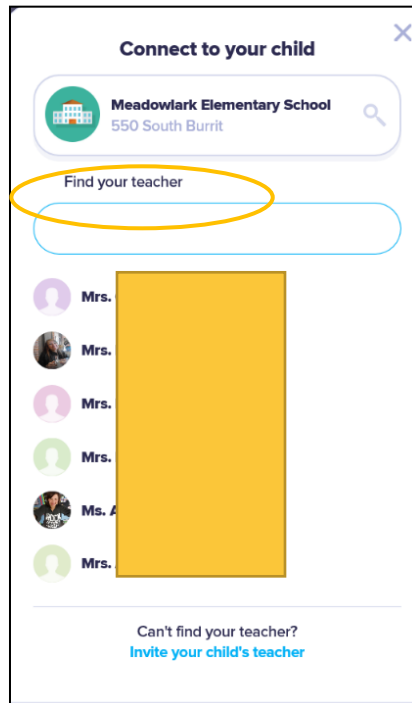 Connect to your child
Meadowlark Elementary School
550 South Burrit
Find your teacher
Mrs.
Mrs.
Mrs.
Mrs.
Ms. A
Mrs.
Can't find your teacher?
Invite your child's teacher